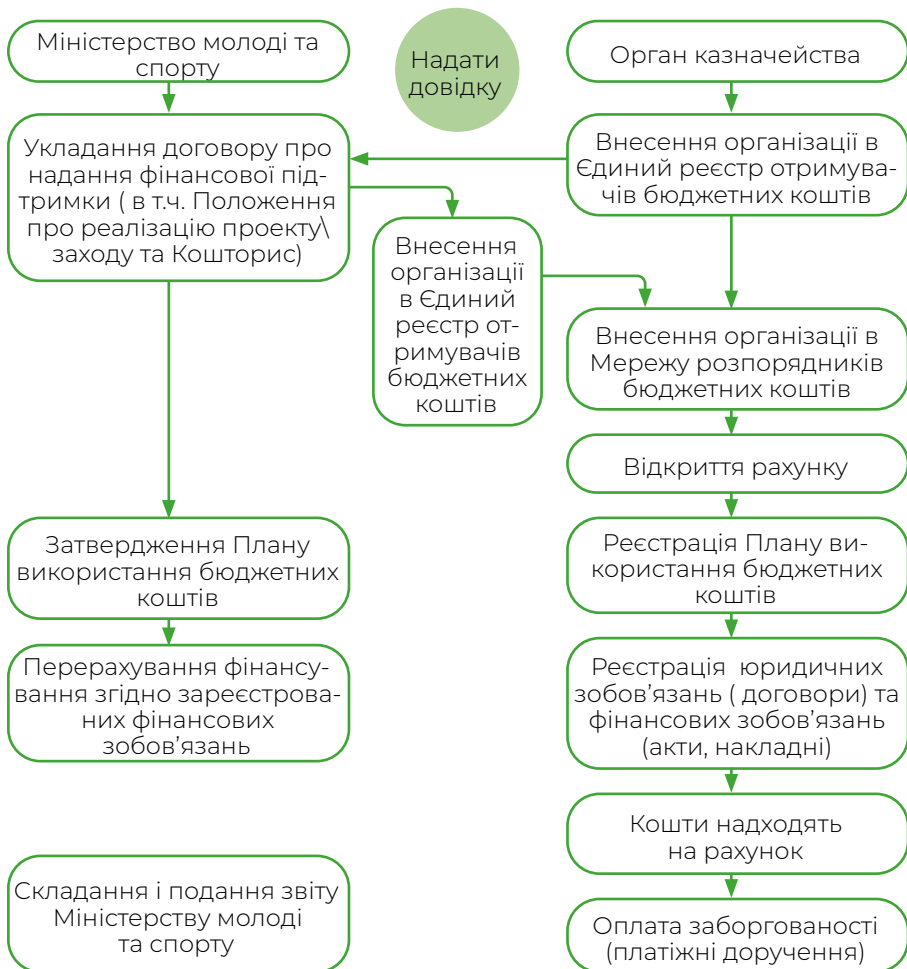 Міністерство молоді та
спорту
Надати
довідку
Орган казначейства
Укладання договору про
надання фінансової під-
тримки ( в т.ч. Положення
про реалізацію проекту\
заходу та Кошторис)
Внесення організації в
Єдиний реєстр отримува-
чів бюджетних коштів
Внесення
організації
в Єдиний
реєстр от-
римувачів
бюджетних
коштів
Внесення організації в
Мережу розпорядників
бюджетних коштів
Відкриття рахунку
Затвердження Плану
використання бюджетних
коштів
Реєстрація Плану ви-
користання бюджетних
коштів
Перерахування фінансу-
вання згідно зареєстрова-
них фінансових
зобов’язань
Реєстрація  юридичних
зобов’язань ( договори) та
фінансових зобов’язань
(акти, накладні)
Кошти надходять
на рахунок
Складання і подання звіту
Міністерству молоді
та спорту
Оплата заборгованості
(платіжні доручення)